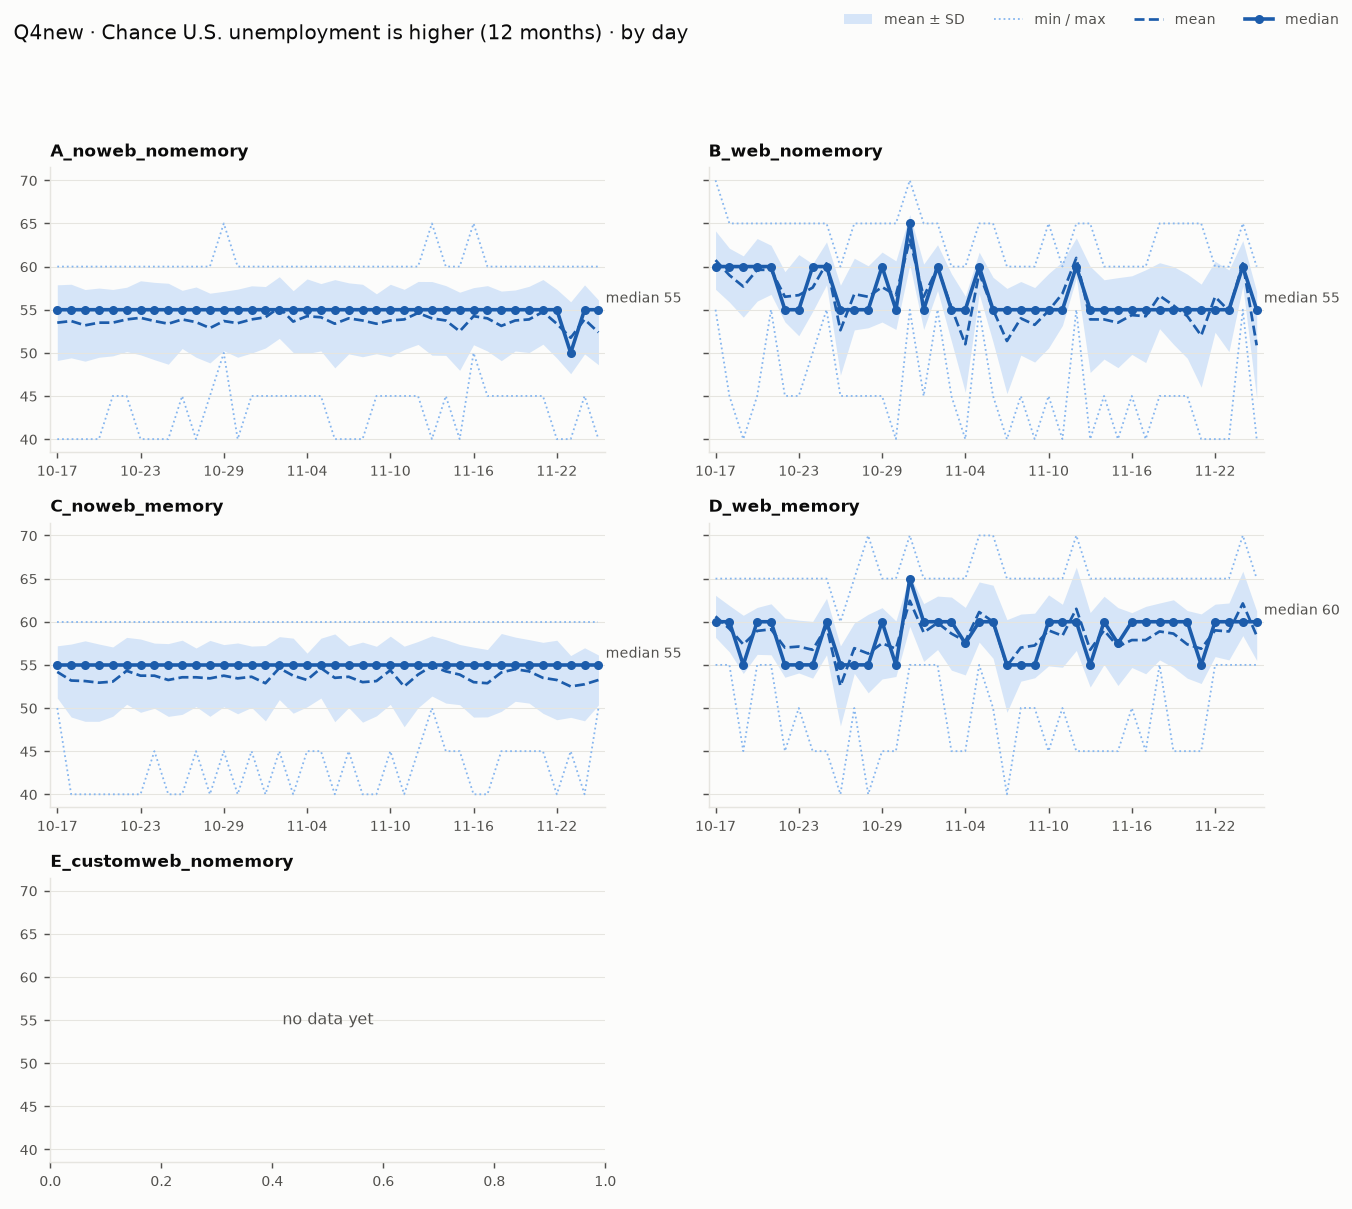 Q4new · Chance U.S. unemployment is higher (12 months) · by day
mean ± SD min / max mean median
A_noweb_nomemory
70
65
60
55
50
45
40
median 55
10-17 10-23 10-29 11-04 11-10 11-16 11-22
B_web_nomemory
median 55
10-17 10-23 10-29 11-04 11-10 11-16 11-22
C_noweb_memory
70
65
60
55
50
45
40
median 55
10-17 10-23 10-29 11-04 11-10 11-16 11-22
D_web_memory
median 60
10-17 10-23 10-29 11-04 11-10 11-16 11-22
E_customweb_nomemory
70
65
60
55
50
45
40
no data yet
0.0 0.2 0.4 0.6 0.8 1.0